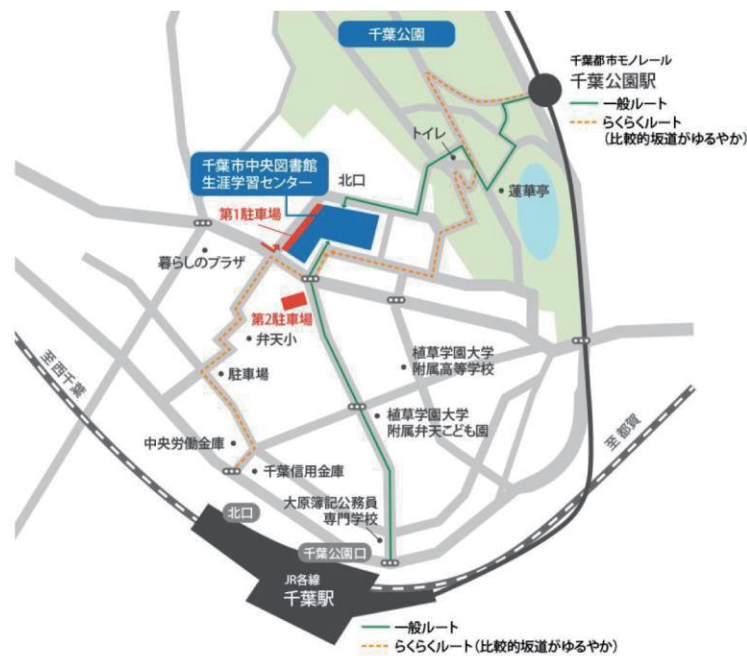 千葉公園
千葉都市モノレール
千葉公園駅
一般ルート
らくらくルート
(比較的坂道がゆるやか)
トイレ
千葉市中央図書館
生涯学習センター
北口
蓮華亭
第1駐車場
暮らしのプラザ
第2駐車場
弁天小
至西千葉
植草学園大学
附属高等学校
駐車場
植草学園大学
附属弁天こども園
至都賀
中央労働金庫
千葉信用金庫
大原簿記公務員
専門学校
北口
千葉公園口
JR各線
千葉駅
一般ルート
らくらくルート(比較的坂道がゆるやか)